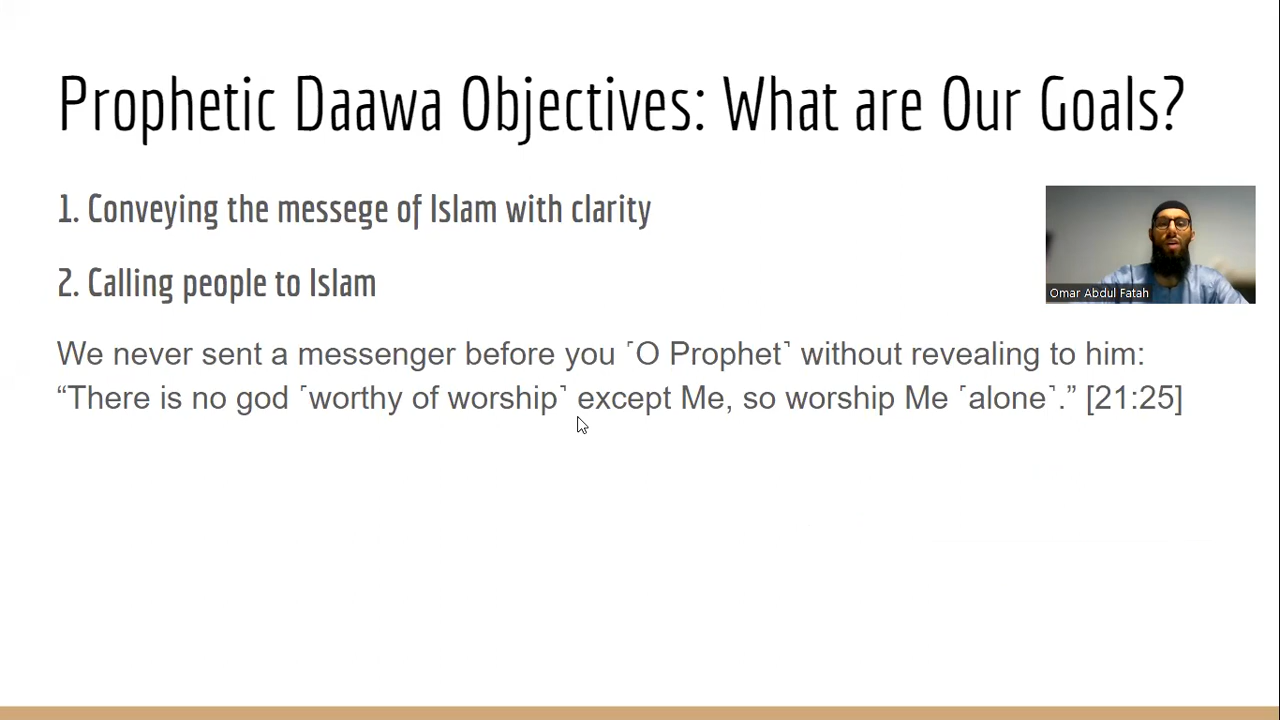 Prophetic Daawa Objectives: What are Our Goals?
1. Conveying the messege of Islam with clarity
2. Calling people to Islam
Omar Abdul Fatah
We never sent a messenger before you ˹O Prophet˺ without revealing to him:
“There is no god ˹worthy of worship˺ except Me, so worship Me ˹alone˺.” [21:25]